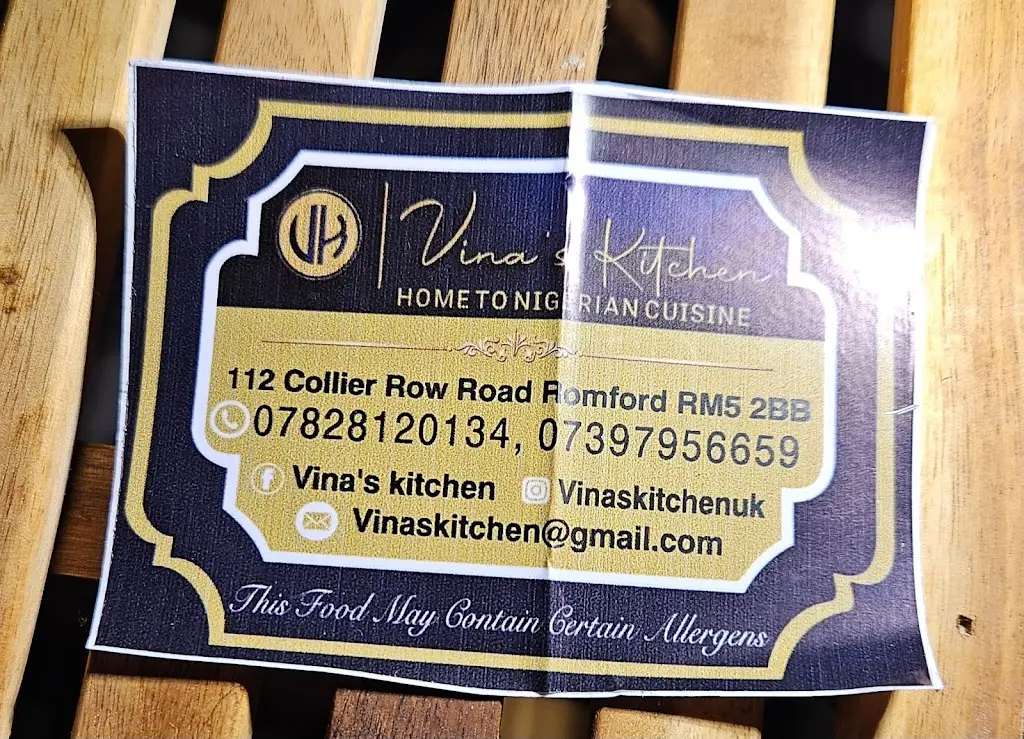 VK
Vina's Kitchen
HOME TO NIGERIAN CUISINE
112 Collier Row Road Romford RM5 2BB
07828120134, 07397956659
Vina's kitchen Vinaskitchenuk
Vinaskitchen@gmail.com
This Food May Contain Certain Allergens